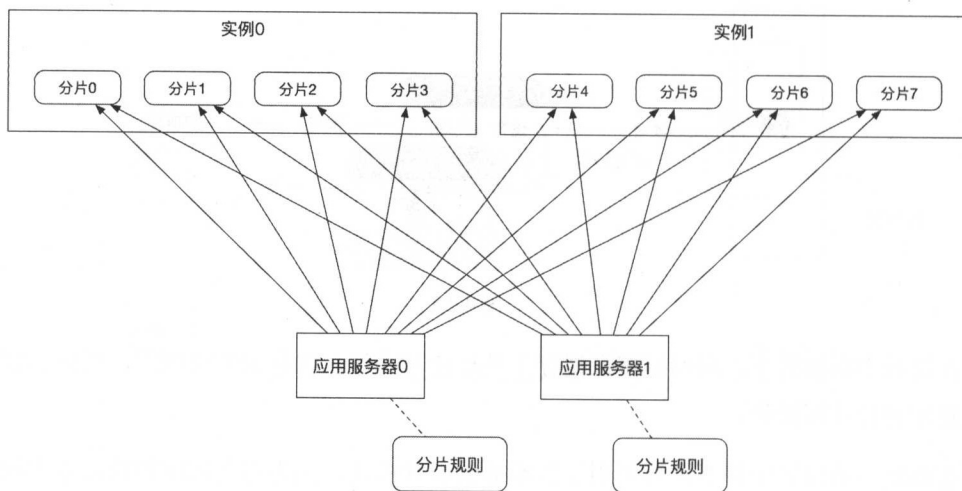 实例0
实例1
分片0
分片1
分片2
分片3
分片4
分片5
分片6
分片7
应用服务器0
应用服务器1
分片规则
分片规则